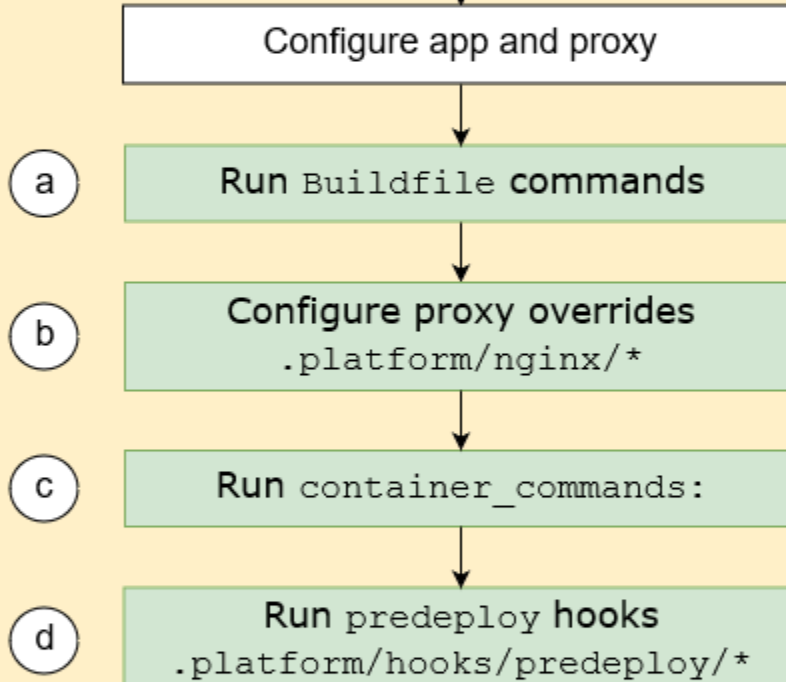 Configure app and proxy
a
Run Buildfile commands
b
Configure proxy overrides
.platform/nginx/*
c
Run container_commands:
d
Run predeploy hooks
.platform/hooks/predeploy/*